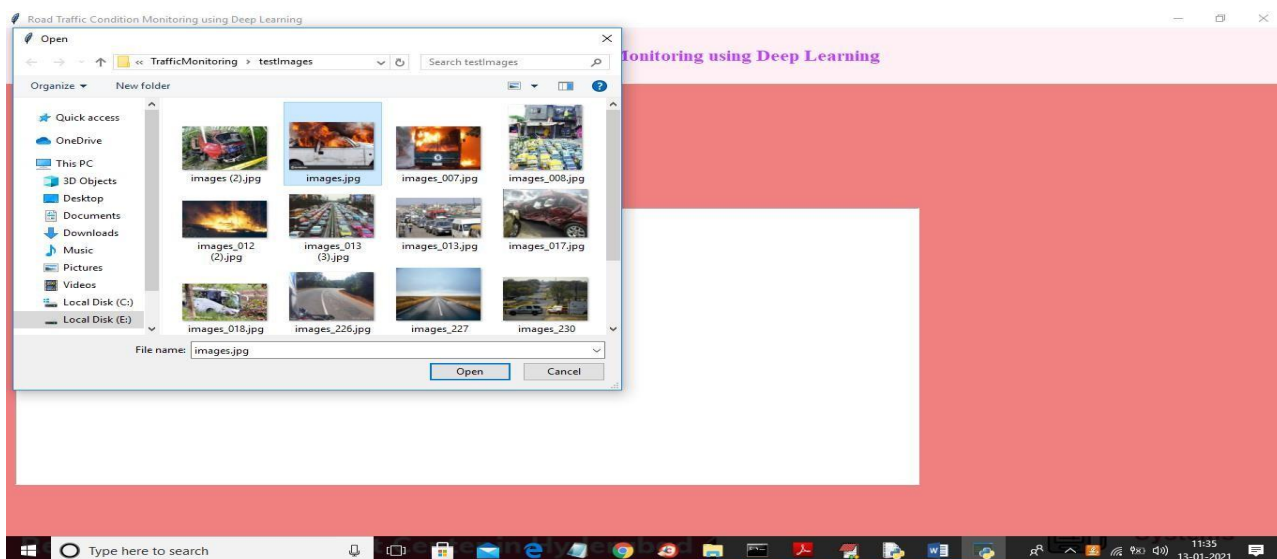 Road Traffic Condition Monitoring using Deep Learning
Open
Monitoring using Deep Learning
« TrafficMonitoring › testImages
Search testImages
Organize
New folder
Quick access
OneDrive
This PC
3D Objects
Desktop
Documents
Downloads
Music
Pictures
Videos
Local Disk (C:)
Local Disk (E:)
images (2).jpg
images.jpg
images_007.jpg
images_008.jpg
images_012 (2).jpg
images_013 (3).jpg
images_013.jpg
images_017.jpg
images_018.jpg
images_226.jpg
images_227
images_230
File name:
images.jpg
Open
Cancel
Type here to search
11:35
13-01-2021